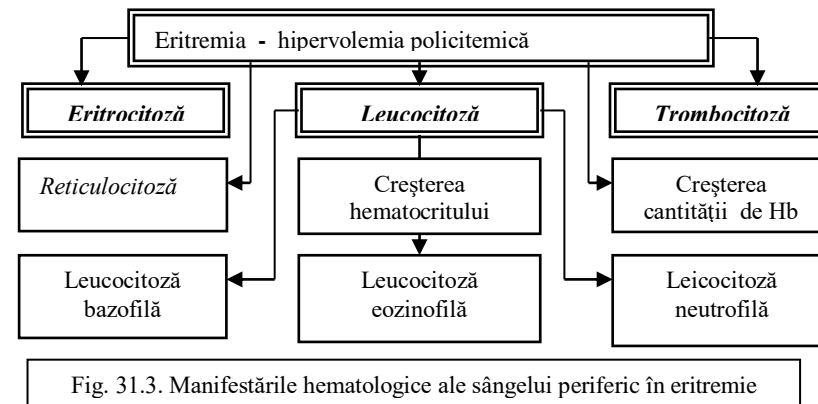 Eritremia - hipervolemia policitemică
Eritrocitoză
Leucocitoză
Trombocitoză
Reticulocitoză
Creşterea
hematocritului
Creşterea
cantităţii de Hb
Leucocitoză
bazofilă
Leucocitoză
eozinofilă
Leicocitoză
neutrofilă
Fig. 31.3. Manifestările hematologice ale sângelui periferic în eritremie